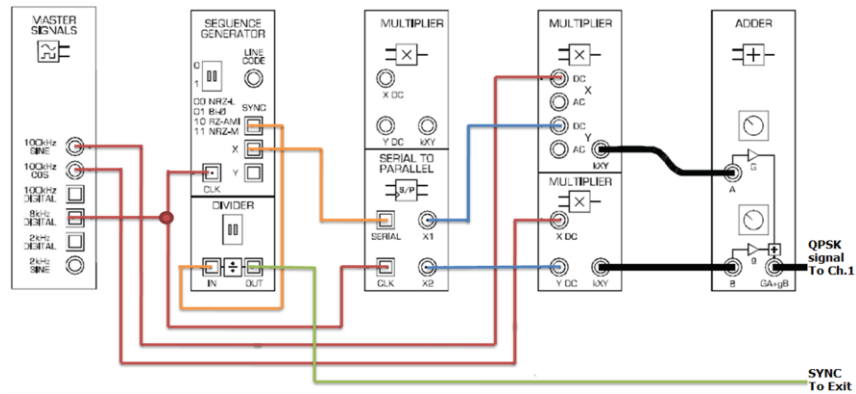 MASTER
SIGNALS
100kHz
SINE
100kHz
COS
100kHz
DIGITAL
8kHz
DIGITAL
2kHz
DIGITAL
2kHz
SINE
SEQUENCE
GENERATOR
LINE
CODE
0
1
00 NRZ-L
01 Bi-Ø
10 RZ-AMI
11 NRZ-M
SYNC
X
Y
CLK
DIVIDER
IN
÷
OUT
MULTIPLIER
X
X DC
Y DC
kXY
SERIAL TO
PARALLEL
S/P
SERIAL
X1
CLK
X2
MULTIPLIER
X
DC
X
AC
DC
Y
AC
kXY
MULTIPLIER
X
X DC
Y DC
kXY
ADDER
+
G
A
g
+
B
GA+gB
QPSK
signal
To Ch.1
SYNC
To Exit